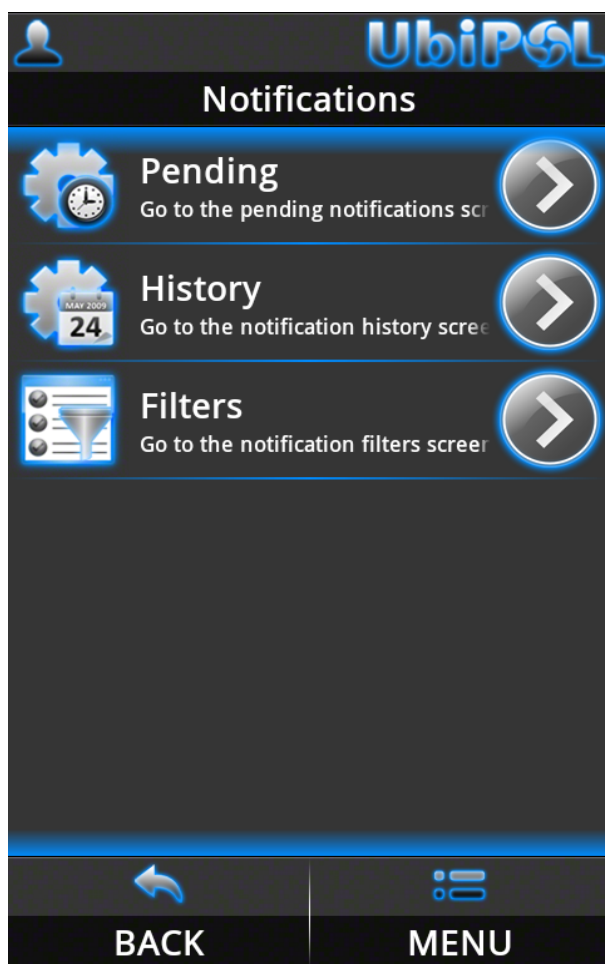 UbiPOL
Notifications
Pending
Go to the pending notifications scr
MAY 2009
24
History
Go to the notification history scree
Filters
Go to the notification filters screen
BACK
MENU